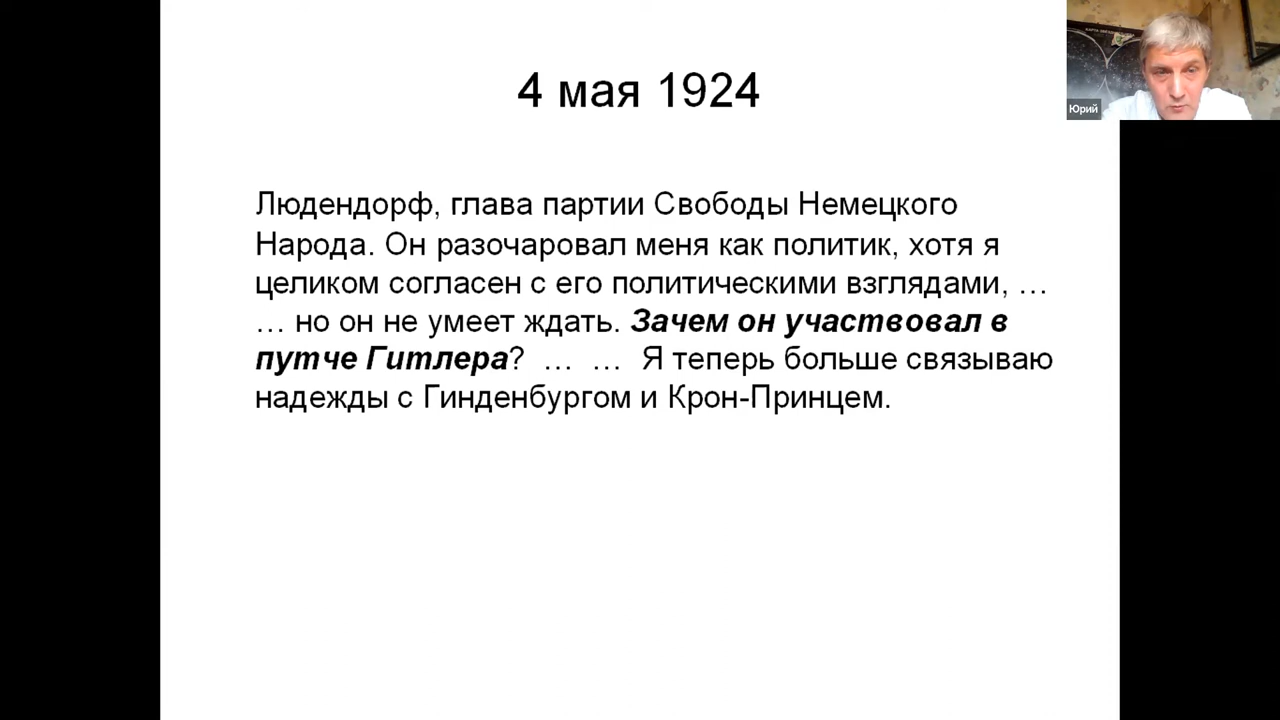 4 мая 1924
Людендорф, глава партии Свободы Немецкого
Народа. Он разочаровал меня как политик, хотя я
целиком согласен с его политическими взглядами, …
… но он не умеет ждать. Зачем он участвовал в
путче Гитлера? … … Я теперь больше связываю
надежды с Гинденбургом и Крон-Принцем.
Юрий